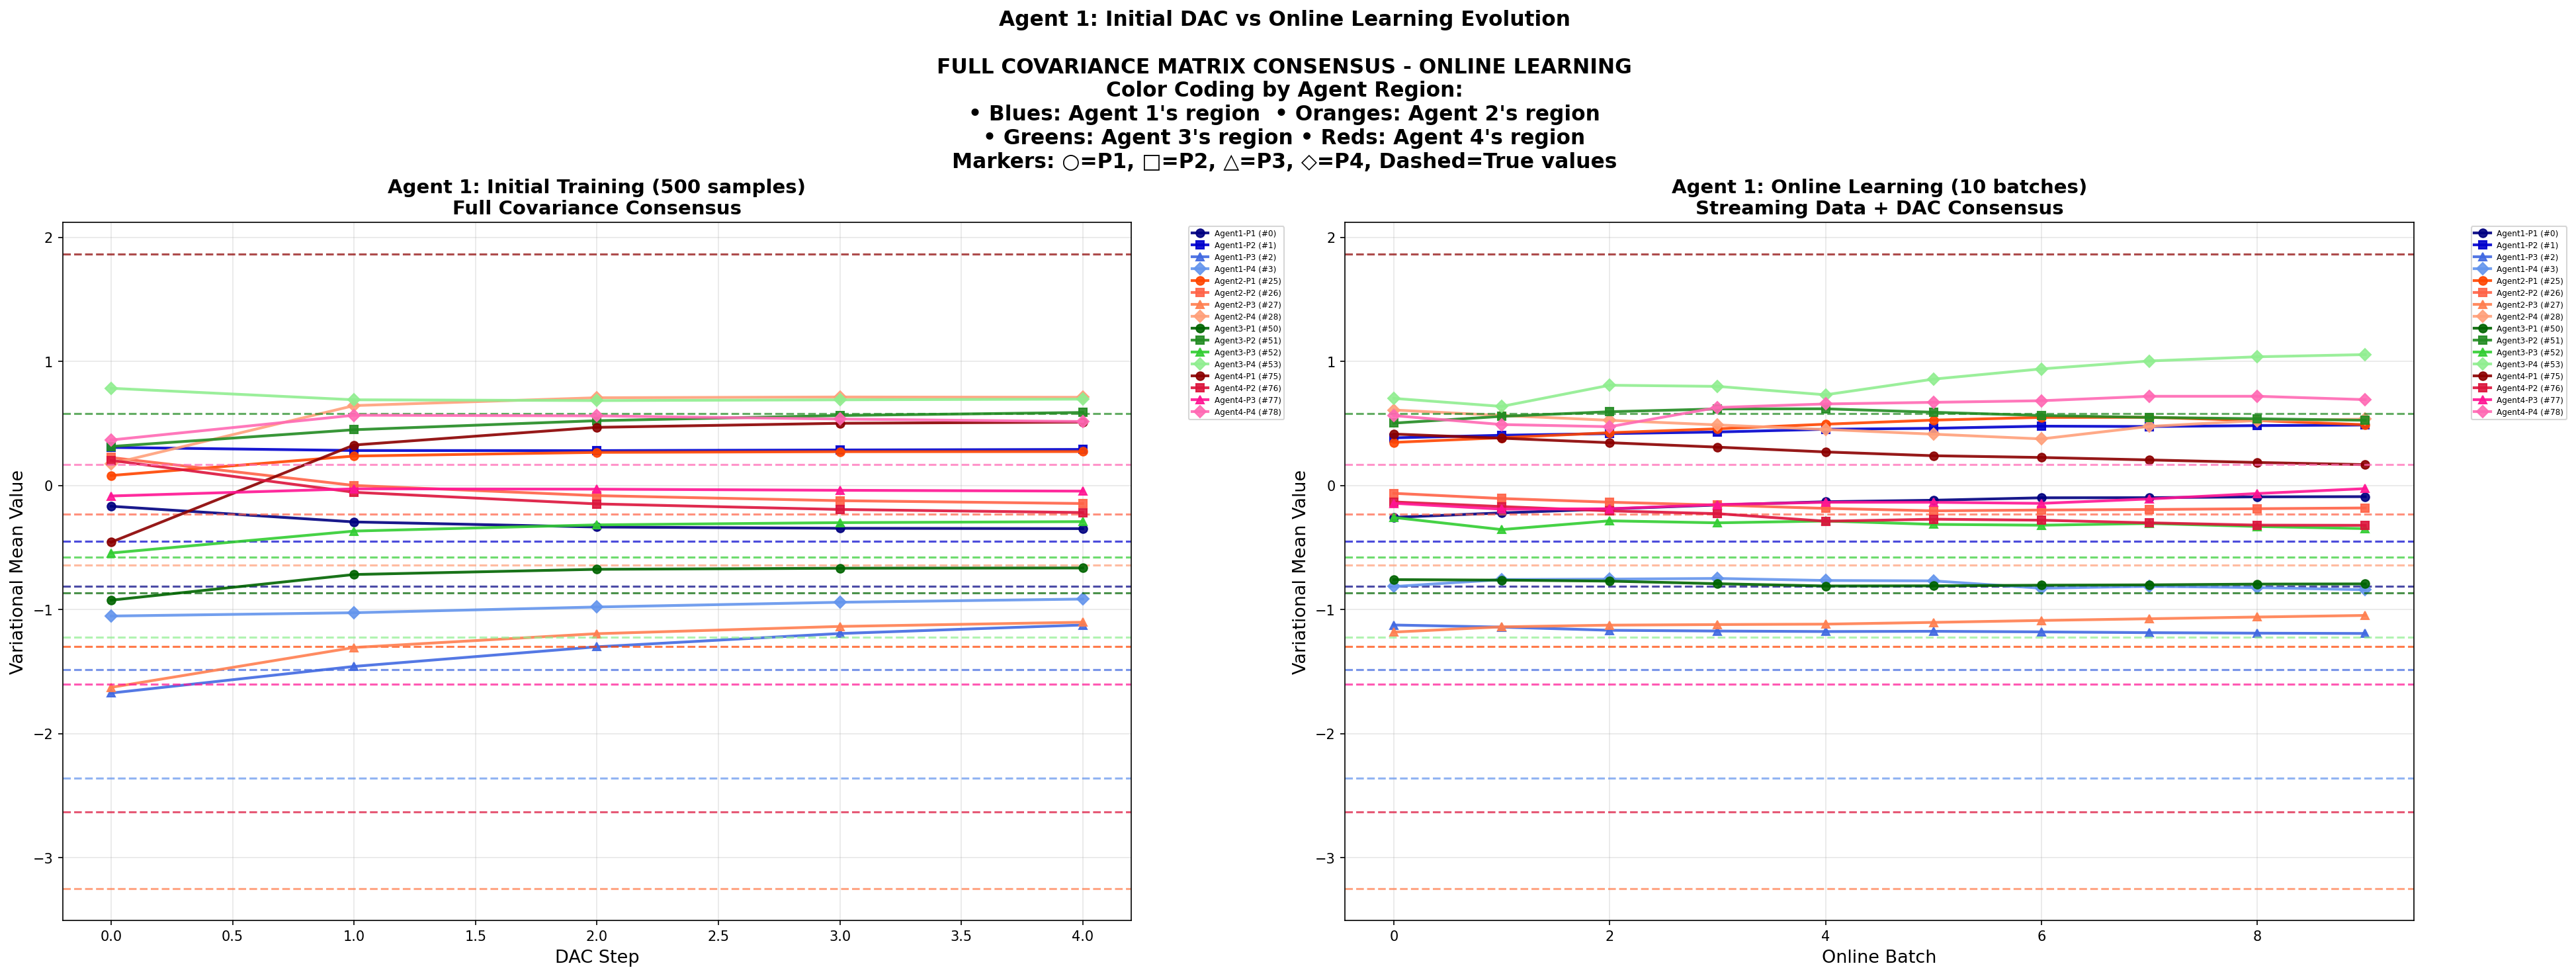 Agent 1: Initial DAC vs Online Learning Evolution
FULL COVARIANCE MATRIX CONSENSUS - ONLINE LEARNING
Color Coding by Agent Region:
• Blues: Agent 1's region  • Oranges: Agent 2's region
• Greens: Agent 3's region • Reds: Agent 4's region
Markers: ○=P1, □=P2, △=P3, ◇=P4, Dashed=True values
Agent 1: Initial Training (500 samples)
Full Covariance Consensus
Variational Mean Value
2
1
0
−1
−2
−3
0.0
0.5
1.0
1.5
2.0
2.5
3.0
3.5
4.0
DAC Step
Agent1-P1 (#0)
Agent1-P2 (#1)
Agent1-P3 (#2)
Agent1-P4 (#3)
Agent2-P1 (#25)
Agent2-P2 (#26)
Agent2-P3 (#27)
Agent2-P4 (#28)
Agent3-P1 (#50)
Agent3-P2 (#51)
Agent3-P3 (#52)
Agent3-P4 (#53)
Agent4-P1 (#75)
Agent4-P2 (#76)
Agent4-P3 (#77)
Agent4-P4 (#78)
Agent 1: Online Learning (10 batches)
Streaming Data + DAC Consensus
Variational Mean Value
2
1
0
−1
−2
−3
0
2
4
6
8
Online Batch
Agent1-P1 (#0)
Agent1-P2 (#1)
Agent1-P3 (#2)
Agent1-P4 (#3)
Agent2-P1 (#25)
Agent2-P2 (#26)
Agent2-P3 (#27)
Agent2-P4 (#28)
Agent3-P1 (#50)
Agent3-P2 (#51)
Agent3-P3 (#52)
Agent3-P4 (#53)
Agent4-P1 (#75)
Agent4-P2 (#76)
Agent4-P3 (#77)
Agent4-P4 (#78)